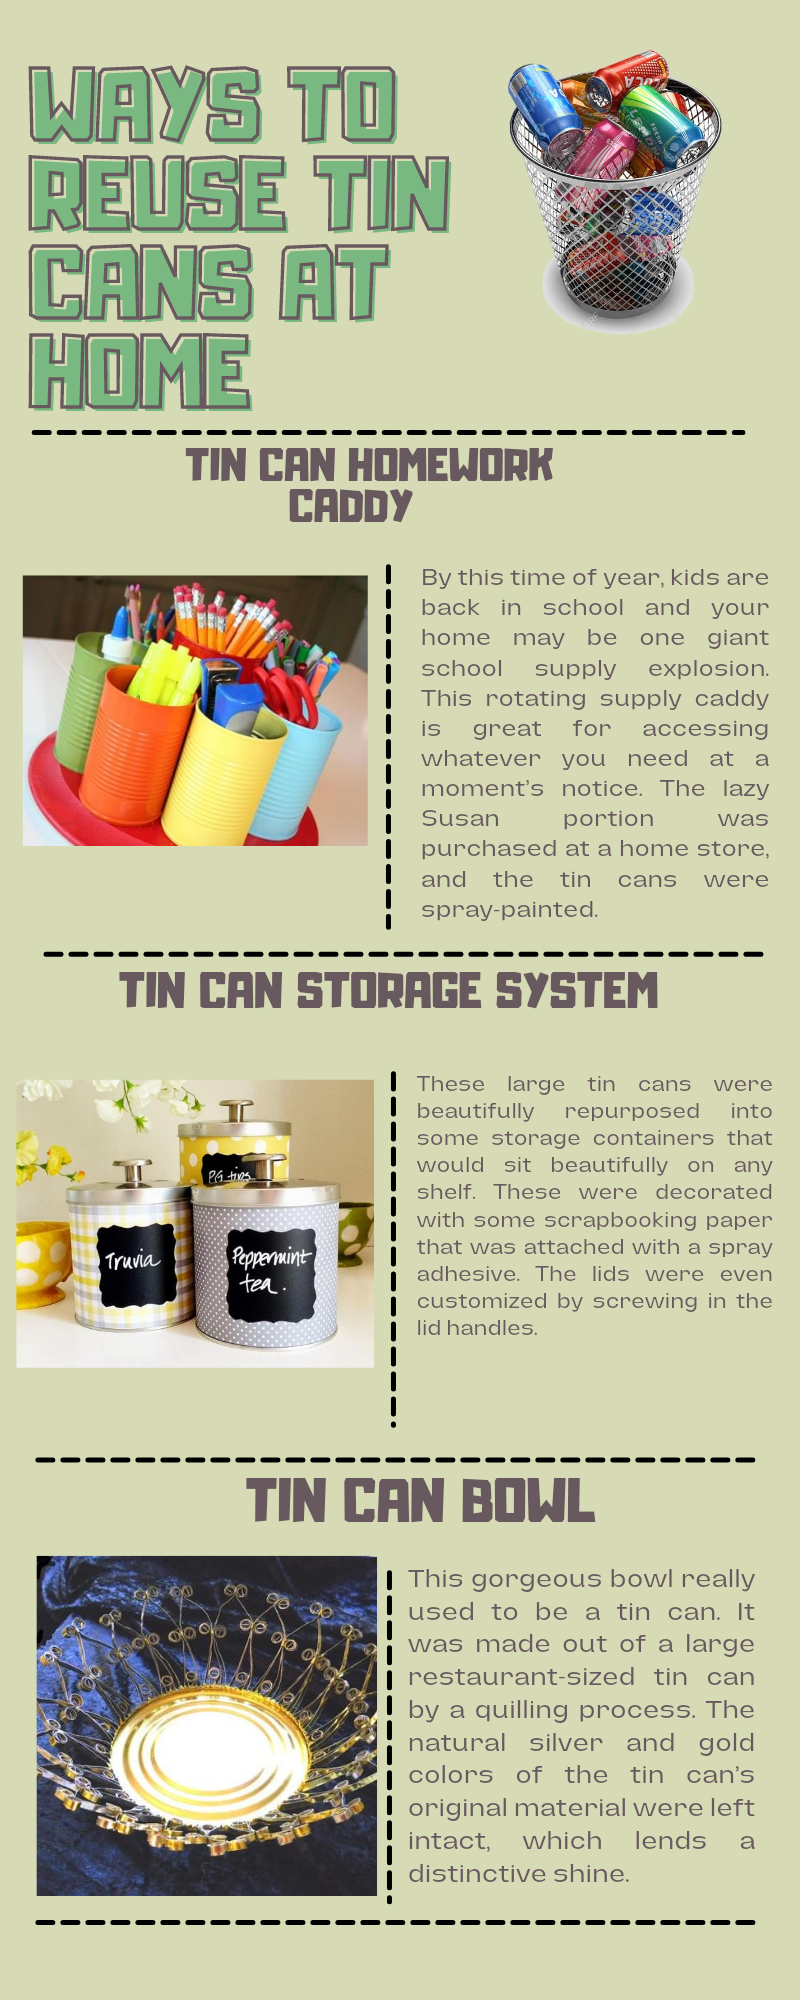 WAYS TO
REUSE TIN
CANS AT
HOME
TIN CAN HOMEWORK
CADDY
By this time of year, kids are
back in school and your
home may be one giant
school supply explosion.
This rotating supply caddy
is great for accessing
whatever you need at a
moment's notice. The lazy
Susan portion was
purchased at a home store,
and the tin cans were
spray-painted.
TIN CAN STORAGE SYSTEM
PG tips
Truvia
Peppermint
tea.
These large tin cans were
beautifully repurposed into
some storage containers that
would sit beautifully on any
shelf. These were decorated
with some scrapbooking paper
that was attached with a spray
adhesive. The lids were even
customized by screwing in the
lid handles.
TIN CAN BOWL
This gorgeous bowl really
used to be a tin can. It
was made out of a large
restaurant-sized tin can
by a quilling process. The
natural silver and gold
colors of the tin can's
original material were left
intact, which lends a
distinctive shine.